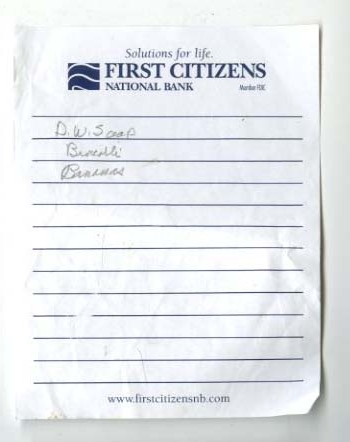 Solutions for life.
FIRST CITIZENS
NATIONAL BANK
Member FDIC
D.W. Soap
Brocolli
Bananas
www.firstcitizensnb.com